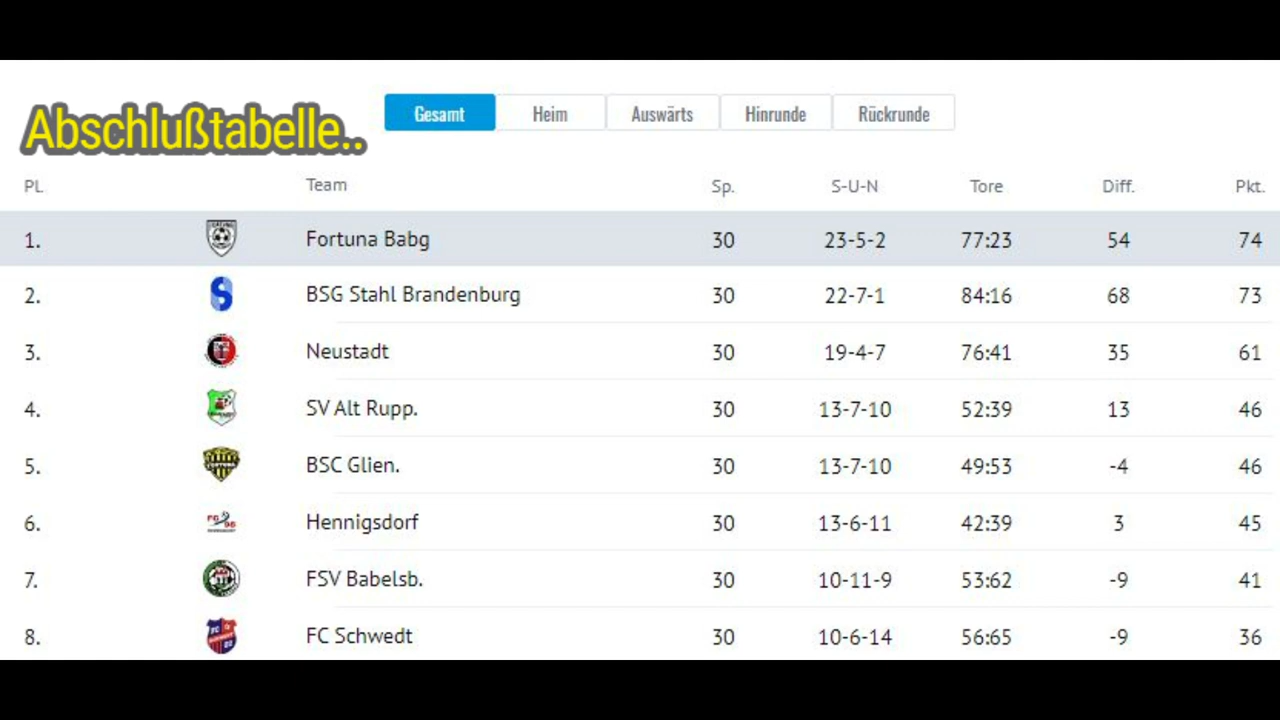 Abschlußtabelle..
Gesamt Heim Auswärts Hinrunde Rückrunde
PL Team Sp. S-U-N Tore Diff. Pkt.
1. Fortuna Babg 30 23-5-2 77:23 54 74
2. BSG Stahl Brandenburg 30 22-7-1 84:16 68 73
3. Neustadt 30 19-4-7 76:41 35 61
4. SV Alt Rupp. 30 13-7-10 52:39 13 46
5. BSC Glien. 30 13-7-10 49:53 -4 46
6. Hennigsdorf 30 13-6-11 42:39 3 45
7. FSV Babelsb. 30 10-11-9 53:62 -9 41
8. FC Schwedt 30 10-6-14 56:65 -9 36